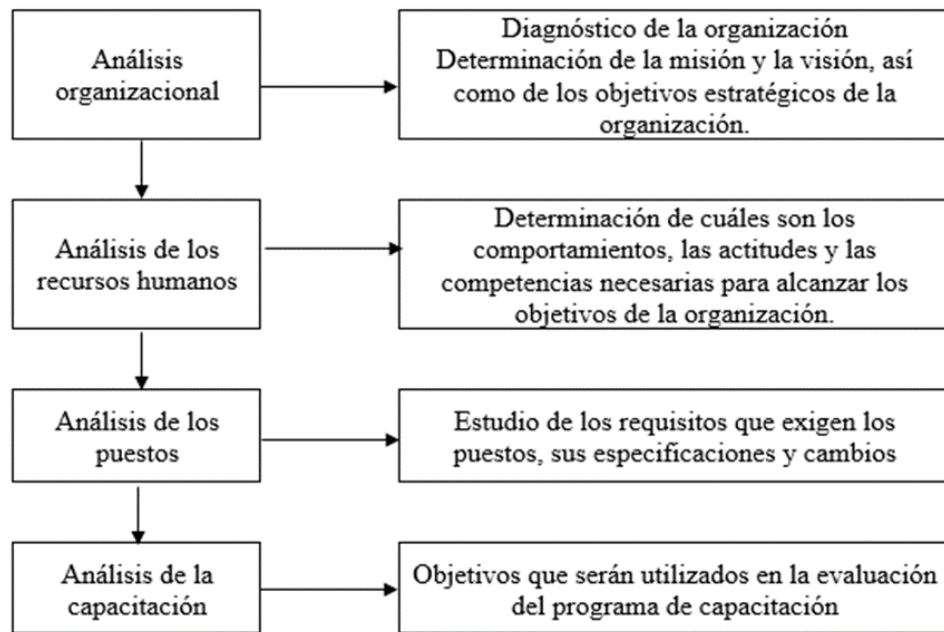 Análisis
organizacional
Diagnóstico de la organización
Determinación de la misión y la visión, así
como de los objetivos estratégicos de la
organización.
Análisis de los
recursos humanos
Determinación de cuáles son los
comportamientos, las actitudes y las
competencias necesarias para alcanzar los
objetivos de la organización.
Análisis de los
puestos
Estudio de los requisitos que exigen los
puestos, sus especificaciones y cambios
Análisis de la
capacitación
Objetivos que serán utilizados en la evaluación
del programa de capacitación